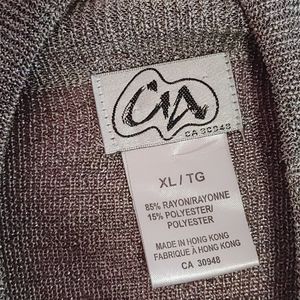 CIA
CA 30948
XL / TG
85% RAYON/RAYONNE
15% POLYESTER/
POLYESTER
MADE IN HONG KONG
FABRIQUE À HONG KONG
CA 30948